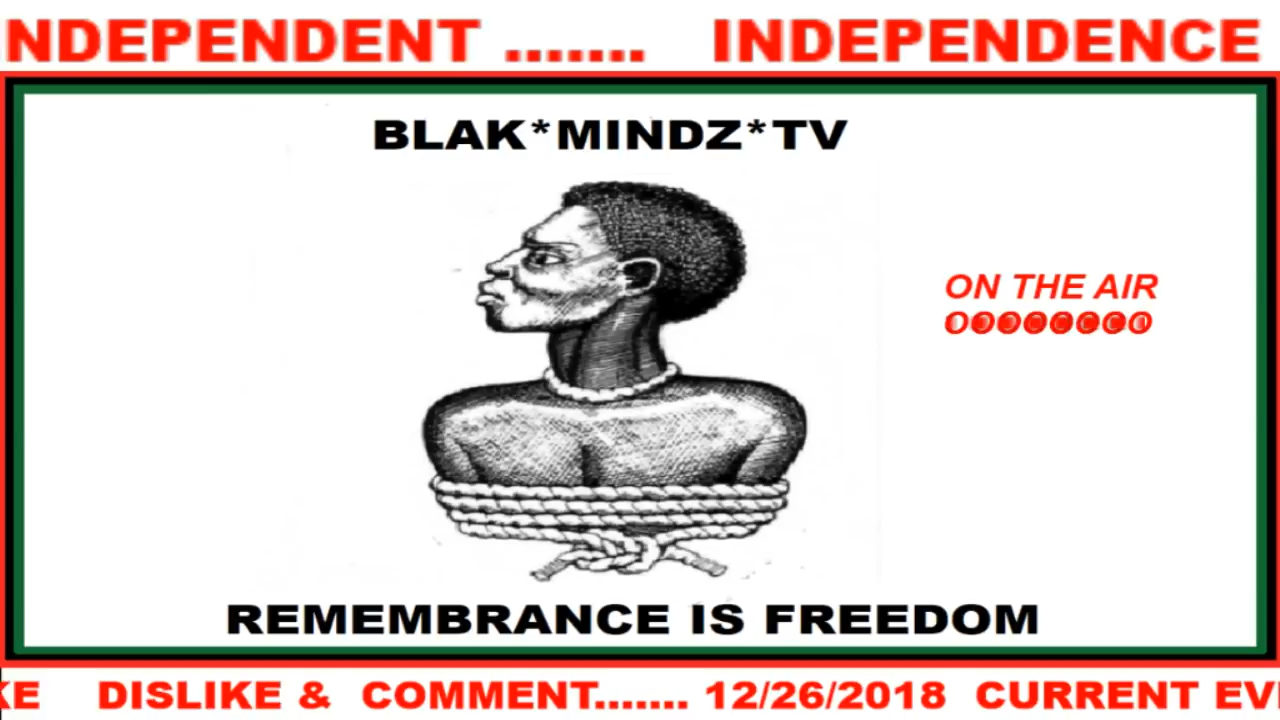 NDEPENDENT ....... INDEPENDENCE
BLAK*MINDZ*TV
ON THE AIR
REMEMBRANCE IS FREEDOM
KE DISLIKE & COMMENT....... 12/26/2018 CURRENT EV